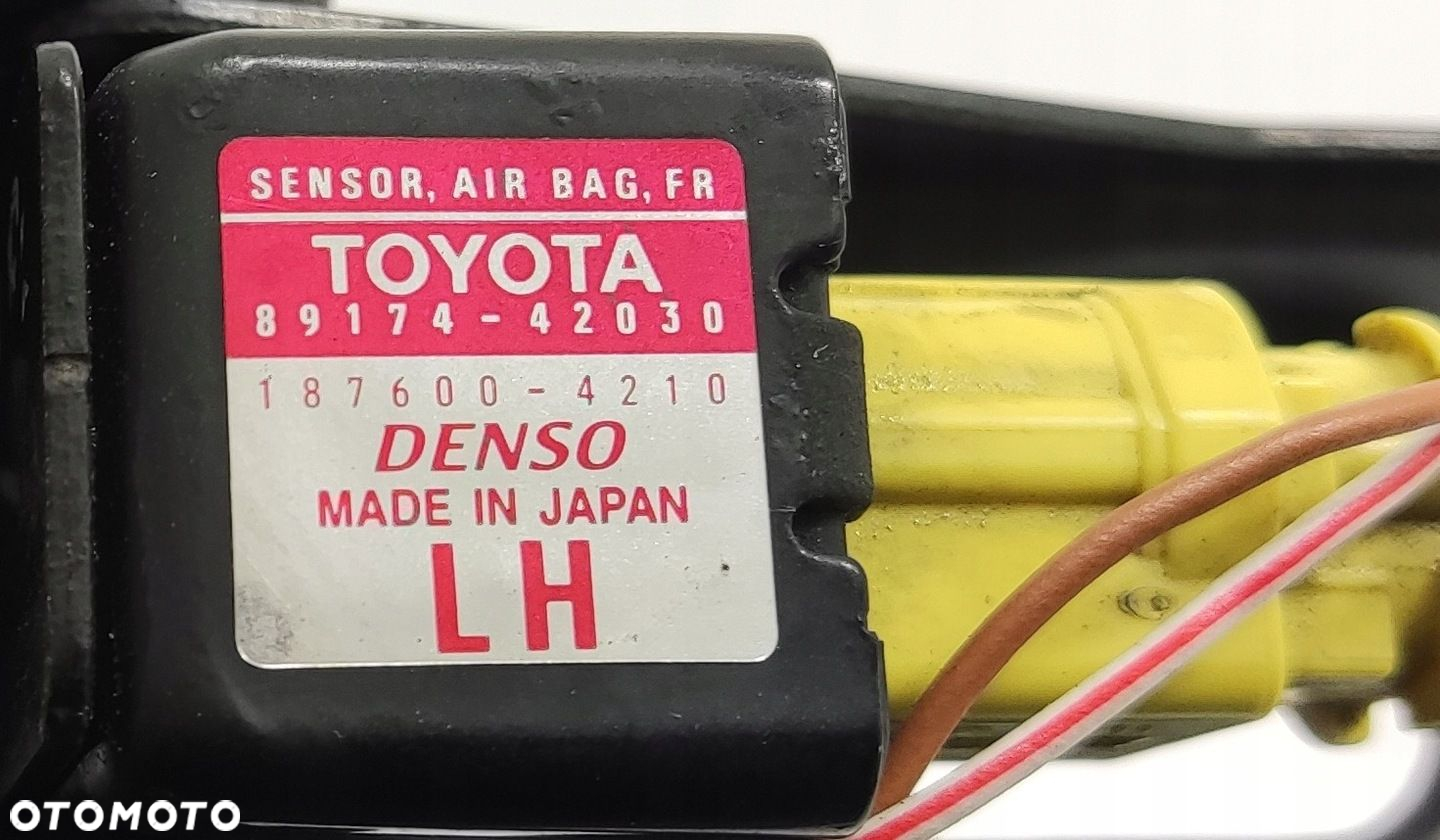 SENSOR, AIR BAG, FR
TOYOTA
89174-42030
187600-4210
DENSO
MADE IN JAPAN
LH
OTOMOTO